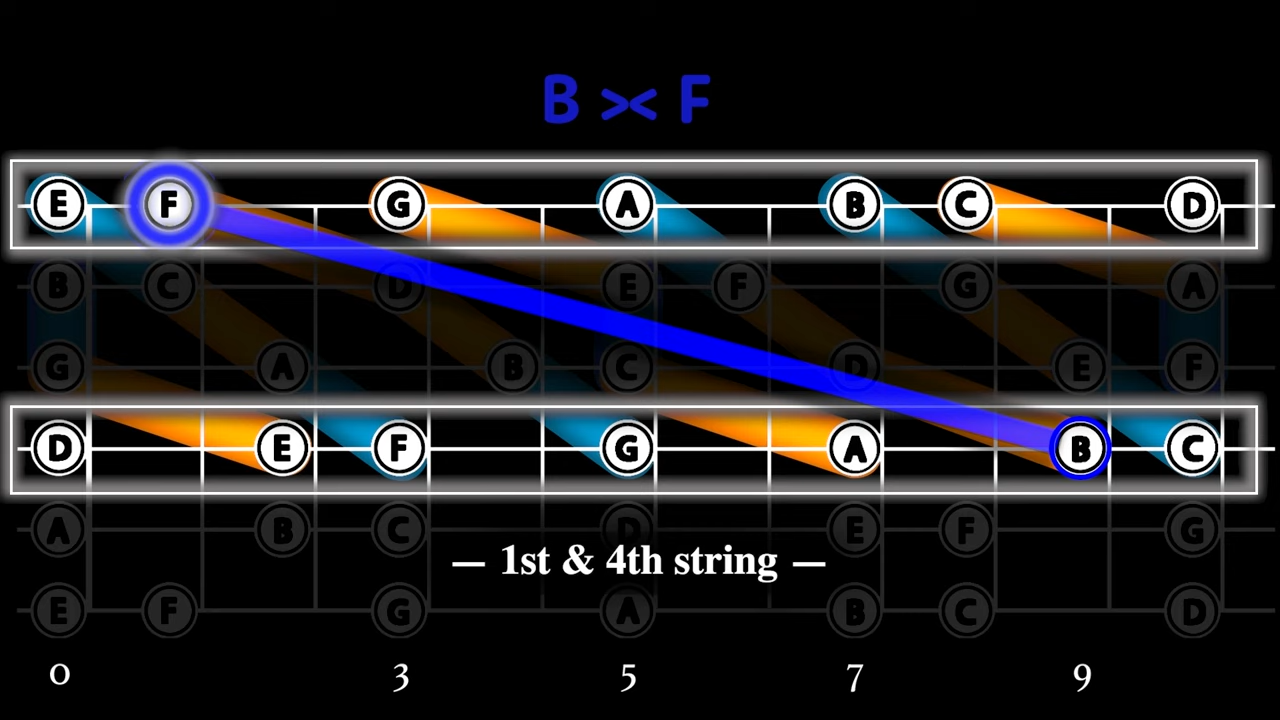 B >< F
E F G A B C D
B C D E F G A
G A B C D E F
D E F G A B C
A B C D E F G
— 1st & 4th string —
E F G A B C D
0 3 5 7 9